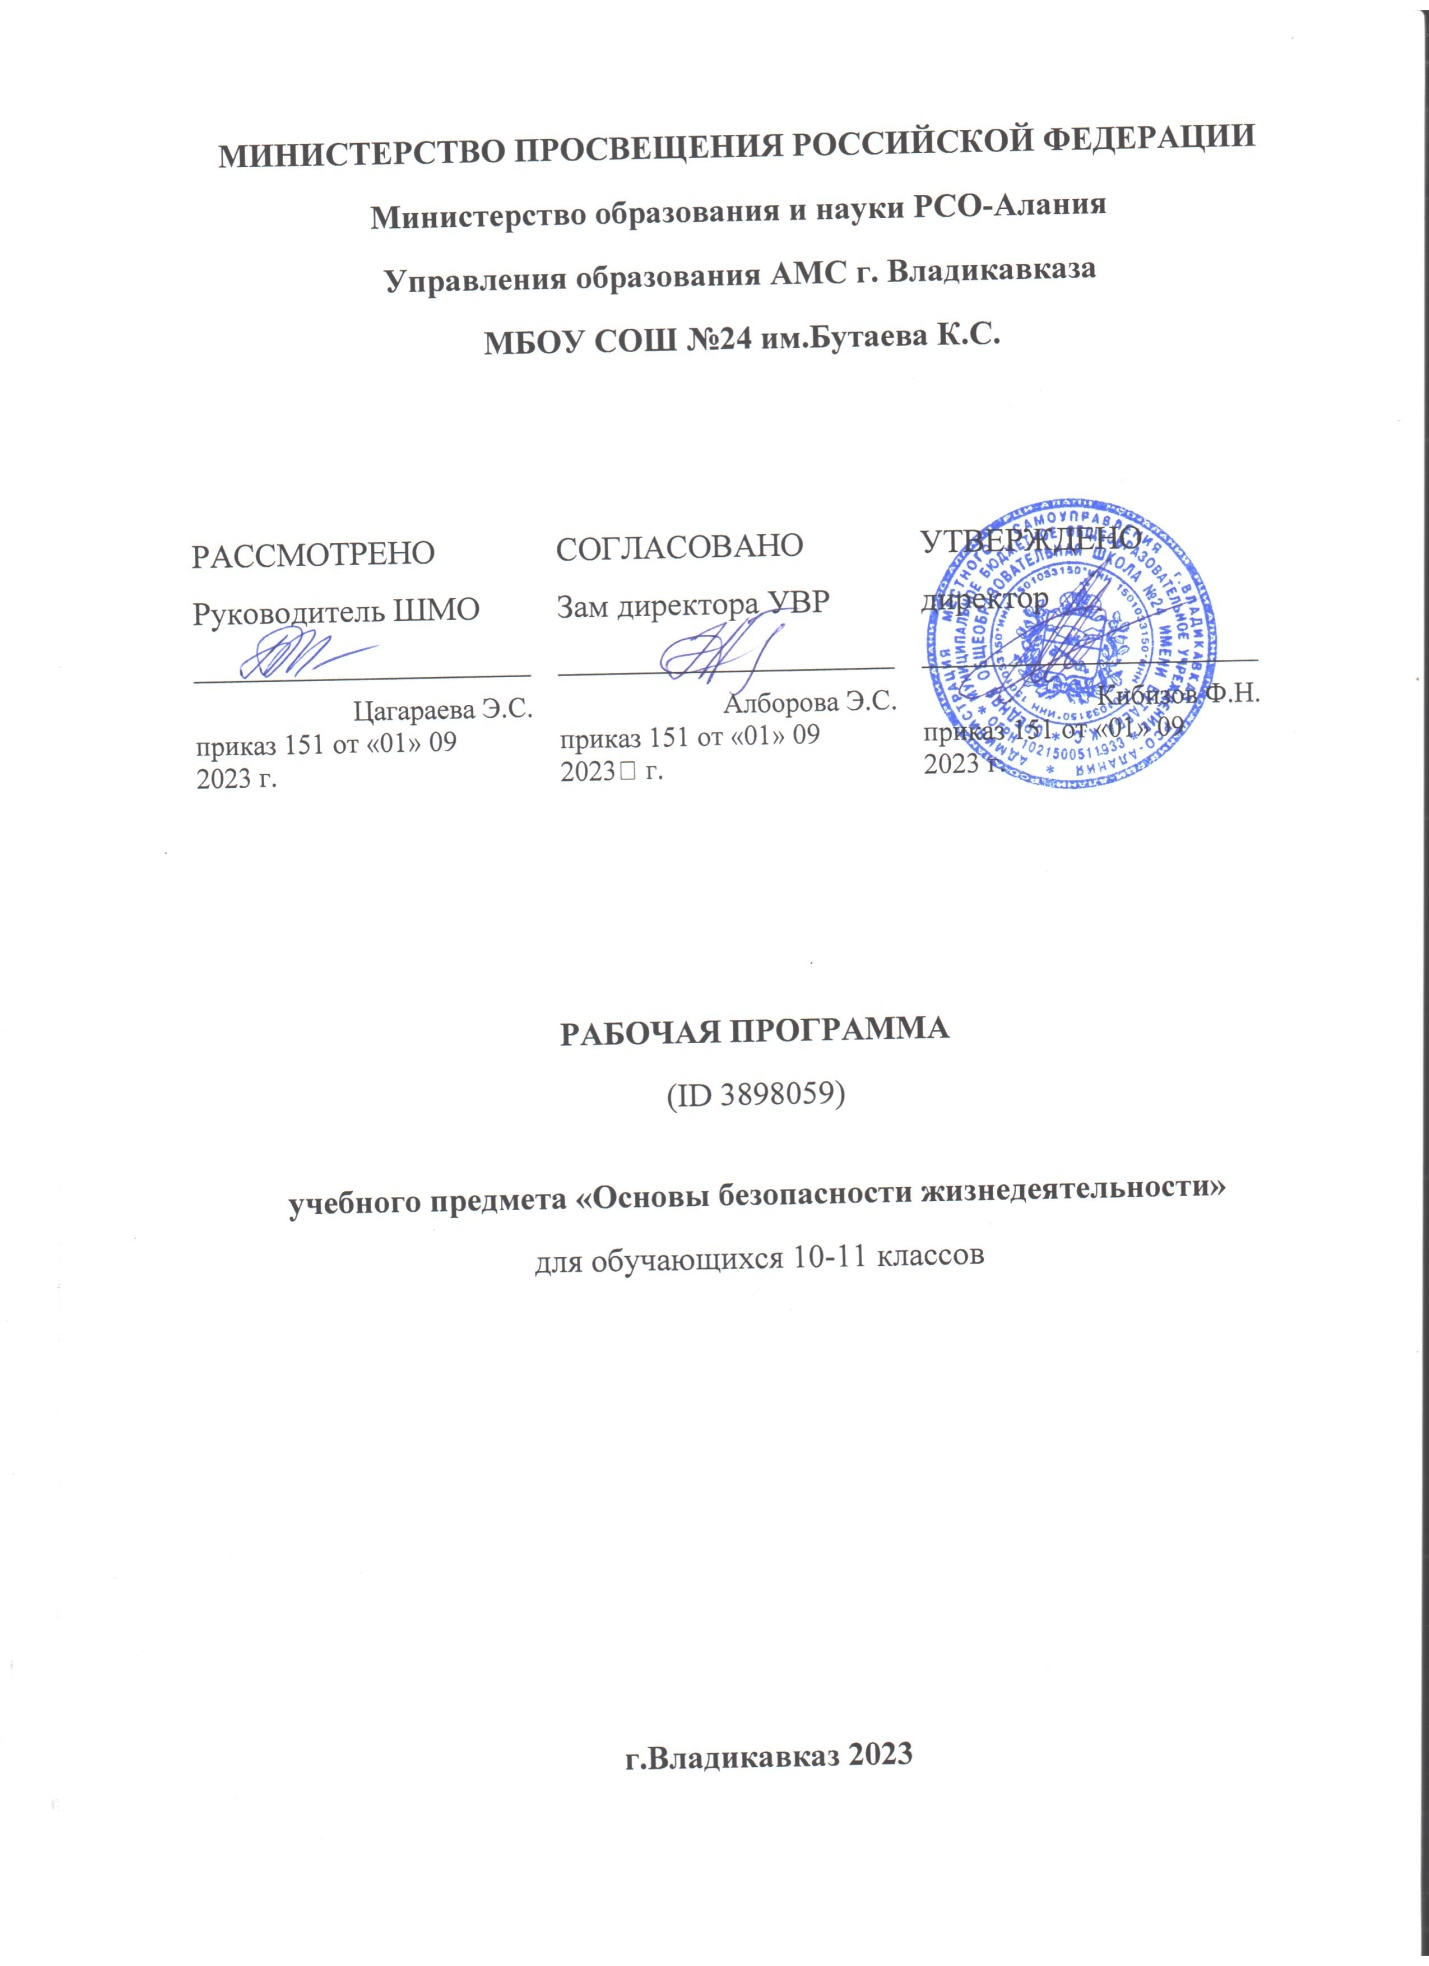 МИНИСТЕРСТВО ПРОСВЕЩЕНИЯ РОССИЙСКОЙ ФЕДЕРАЦИИ
Министерство образования и науки РСО-Алания
Управления образования АМС г. Владикавказа
МБОУ СОШ №24 им.Бутаева К.С.
РАССМОТРЕНО
Руководитель ШМО
Цагараева Э.С.
приказ 151 от «01» 09
2023 г.
СОГЛАСОВАНО
Зам директора УВР
Алборова Э.С.
приказ 151 от «01» 09
2023 г.
УТВЕРЖДЕНО
директор
Кибизов Ф.Н.
приказ 151 от «01» 09
2023 г.
РАБОЧАЯ ПРОГРАММА
(ID 3898059)
учебного предмета «Основы безопасности жизнедеятельности»
для обучающихся 10-11 классов
г.Владикавказ 2023